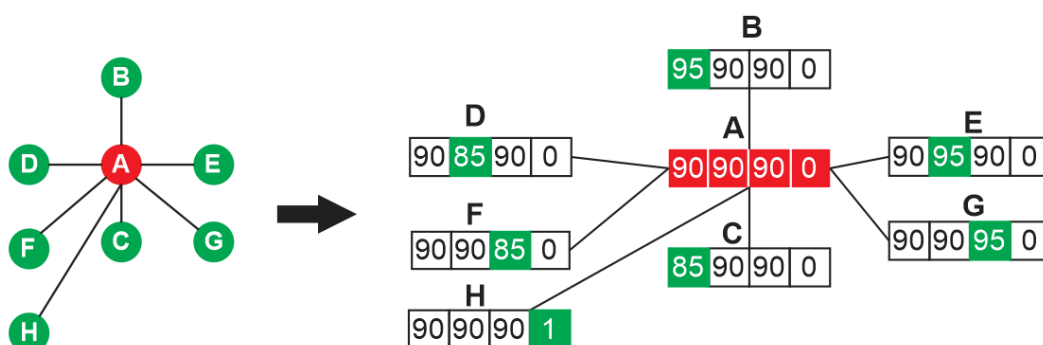 B
D A E
F C G
H
B
95 90 90 0
D
90 85 90 0
A
90 90 90 0
E
90 95 90 0
F
90 90 85 0
C
85 90 90 0
G
90 90 95 0
H
90 90 90 1